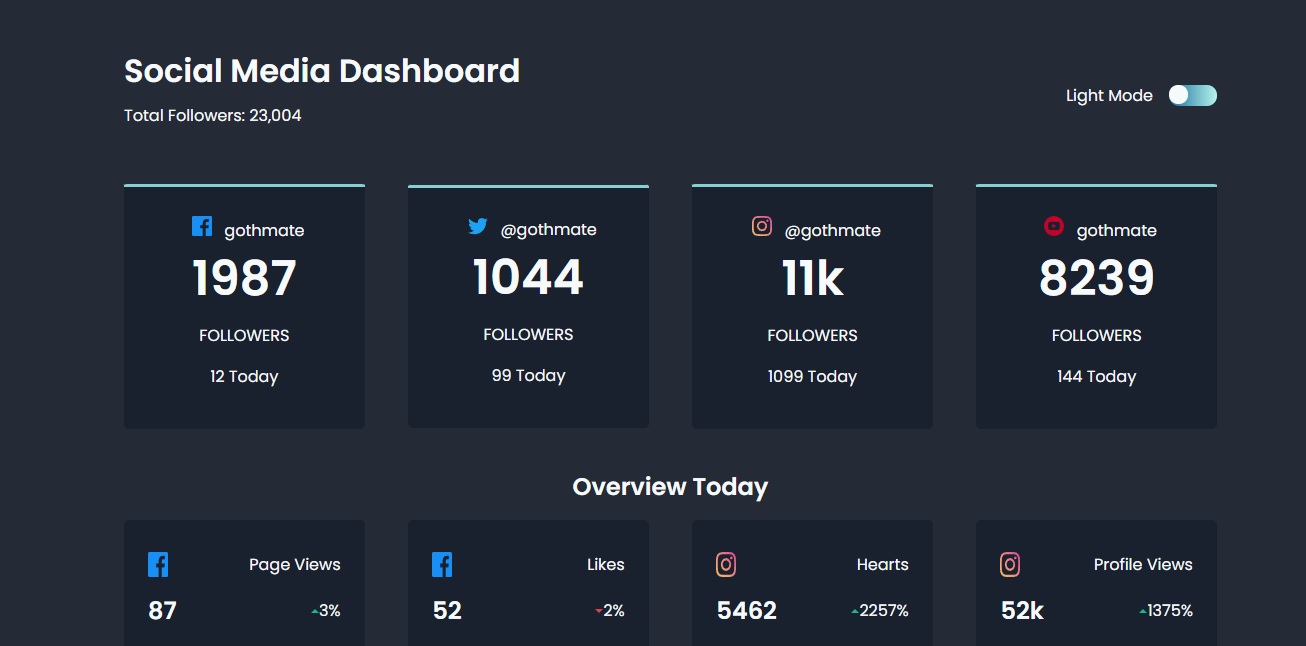 Social Media Dashboard
Total Followers: 23,004
Light Mode
gothmate
1987
FOLLOWERS
12 Today
@gothmate
1044
FOLLOWERS
99 Today
@gothmate
11k
FOLLOWERS
1099 Today
gothmate
8239
FOLLOWERS
144 Today
Overview Today
Page Views
87
3%
Likes
52
2%
Hearts
5462
2257%
Profile Views
52k
1375%